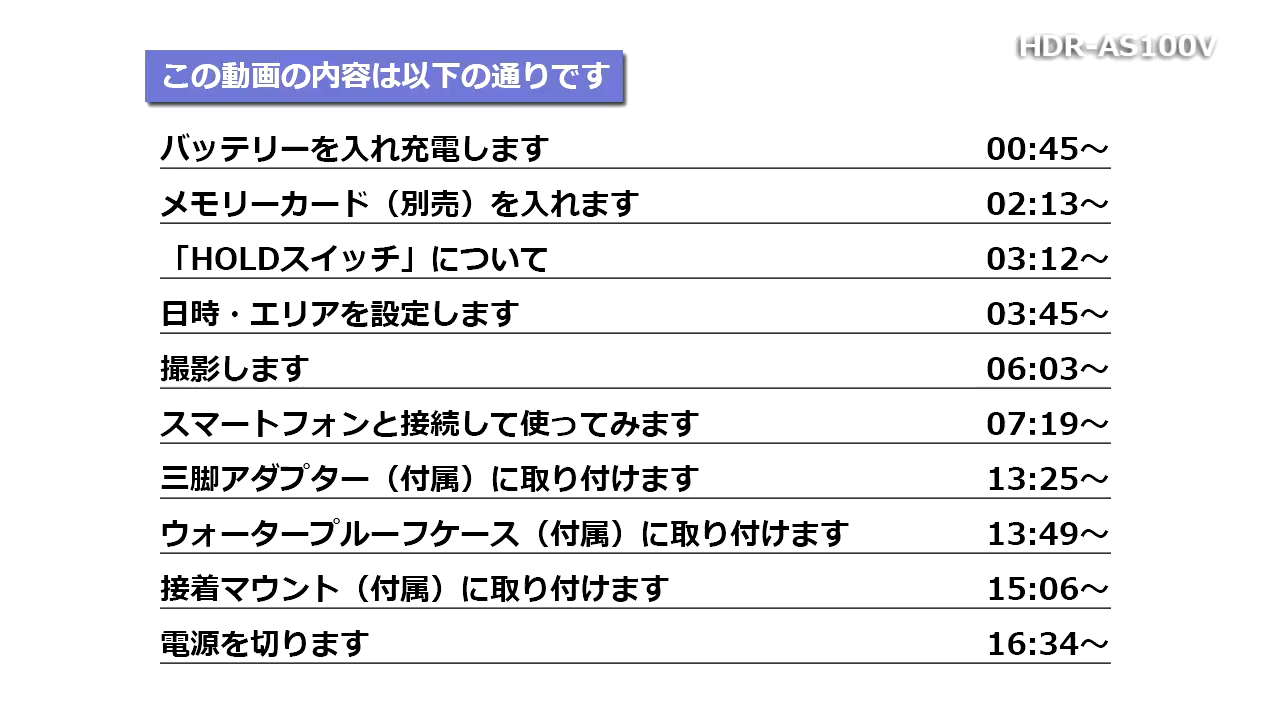 HDR-AS100V
この動画の内容は以下の通りです
バッテリーを入れ充電します 00:45～
メモリーカード（別売）を入れます 02:13～
「HOLDスイッチ」について 03:12～
日時・エリアを設定します 03:45～
撮影します 06:03～
スマートフォンと接続して使ってみます 07:19～
三脚アダプター（付属）に取り付けます 13:25～
ウォータープルーフケース（付属）に取り付けます 13:49～
接着マウント（付属）に取り付けます 15:06～
電源を切ります 16:34～